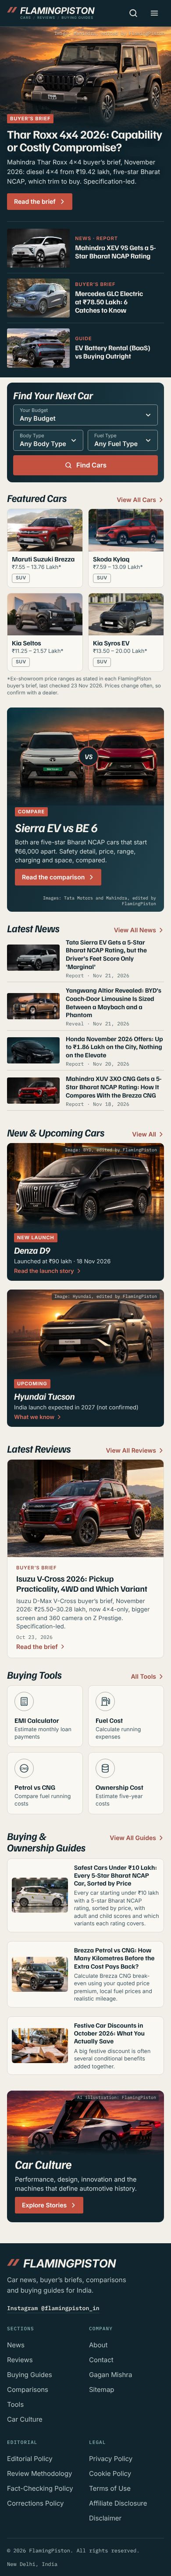 FLAMINGPISTON
CARS / REVIEWS / BUYING GUIDES
BUYER'S BRIEF
Thar Roxx 4x4 2026: Capability
or Costly Compromise?
Mahindra Thar Roxx 4x4 buyer's brief, November
2026: diesel 4x4 from ₹19.42 lakh, five-star Bharat
NCAP, which trim to buy. Specification-led.
Read the brief
NEWS · REPORT
Mahindra XEV 9S Gets a 5-
Star Bharat NCAP Rating
BUYER'S BRIEF
Mercedes GLC Electric
at ₹78.50 Lakh: 6
Catches to Know
GUIDE
EV Battery Rental (BaaS)
vs Buying Outright
Find Your Next Car
Your Budget
Any Budget
Body Type
Any Body Type
Fuel Type
Any Fuel Type
Find Cars
Featured Cars
View All Cars
Maruti Suzuki Brezza
₹7.55 – 13.76 Lakh*
SUV
Skoda Kylaq
₹7.59 – 13.09 Lakh*
SUV
Kia Seltos
₹11.25 – 21.57 Lakh*
SUV
Kia Syros EV
₹13.50 – 20.00 Lakh*
SUV
*Ex-showroom price ranges as stated in each FlamingPiston
buyer's brief, last checked 23 Nov 2026. Prices change often, so
confirm with a dealer.
VS
COMPARE
Sierra EV vs BE 6
Both are five-star Bharat NCAP cars that start
₹66,000 apart. Safety detail, price, range,
charging and space, compared.
Read the comparison
Images: Tata Motors and Mahindra, edited by
FlamingPiston
Latest News
View All News
Tata Sierra EV Gets a 5-Star
Bharat NCAP Rating, but the
Driver's Feet Score Only
'Marginal'
Report · Nov 21, 2026
Yangwang Altior Revealed: BYD's
Coach-Door Limousine Is Sized
Between a Maybach and a
Phantom
Reveal · Nov 21, 2026
Honda November 2026 Offers: Up
to ₹1.86 Lakh on the City, Nothing
on the Elevate
Report · Nov 20, 2026
Mahindra XUV 3XO CNG Gets a 5-
Star Bharat NCAP Rating: How It
Compares With the Brezza CNG
Report · Nov 18, 2026
New & Upcoming Cars
View All
Image: BYD, edited by FlamingPiston
NEW LAUNCH
Denza D9
Launched at ₹90 lakh · 18 Nov 2026
Read the launch story
Image: Hyundai, edited by FlamingPiston
UPCOMING
Hyundai Tucson
India launch expected in 2027 (not confirmed)
What we know
Latest Reviews
View All Reviews
BUYER'S BRIEF
Isuzu V-Cross 2026: Pickup
Practicality, 4WD and Which Variant
Isuzu D-Max V-Cross buyer's brief, November
2026: ₹25.50–30.28 lakh, now 4x4-only, bigger
screen and 360 camera on Z Prestige.
Specification-led.
Oct 23, 2026
Read the brief
Buying Tools
All Tools
EMI Calculator
Estimate monthly loan
payments
Fuel Cost
Calculate running
expenses
Petrol vs CNG
Compare fuel running
costs
Ownership Cost
Estimate five-year
costs
Buying &
Ownership Guides
View All Guides
Safest Cars Under ₹10 Lakh:
Every 5-Star Bharat NCAP
Car, Sorted by Price
Every car starting under ₹10 lakh
with a 5-star Bharat NCAP
rating, sorted by price, with
adult and child scores and which
variants each rating covers.
Brezza Petrol vs CNG: How
Many Kilometres Before the
Extra Cost Pays Back?
Calculate Brezza CNG break-
even using your quoted price
premium, local fuel prices and
realistic mileage.
Festive Car Discounts in
October 2026: What You
Actually Save
A big festive discount is often
several conditional benefits
added together.
AI illustration: FlamingPiston
Car Culture
Performance, design, innovation and the
machines that define automotive history.
Explore Stories
FLAMINGPISTON
Car news, buyer's briefs, comparisons
and buying guides for India.
Instagram @flamingpiston_in
SECTIONS
News
Reviews
Buying Guides
Comparisons
Tools
Car Culture
COMPANY
About
Contact
Gagan Mishra
Sitemap
EDITORIAL
Editorial Policy
Review Methodology
Fact-Checking Policy
Corrections Policy
LEGAL
Privacy Policy
Cookie Policy
Terms of Use
Affiliate Disclosure
Disclaimer
© 2026 FlamingPiston. All rights reserved.
New Delhi, India